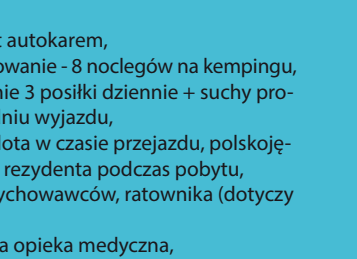 autokarem,
owanie - 8 noclegów na kempingu,
nie 3 posiłki dziennie + suchy pro-
dniu wyjazdu,
lota w czasie przejazdu, polskoję-
rezydenta podczas pobytu,
ychowawców, ratownika (dotyczy
a opieka medyczna,